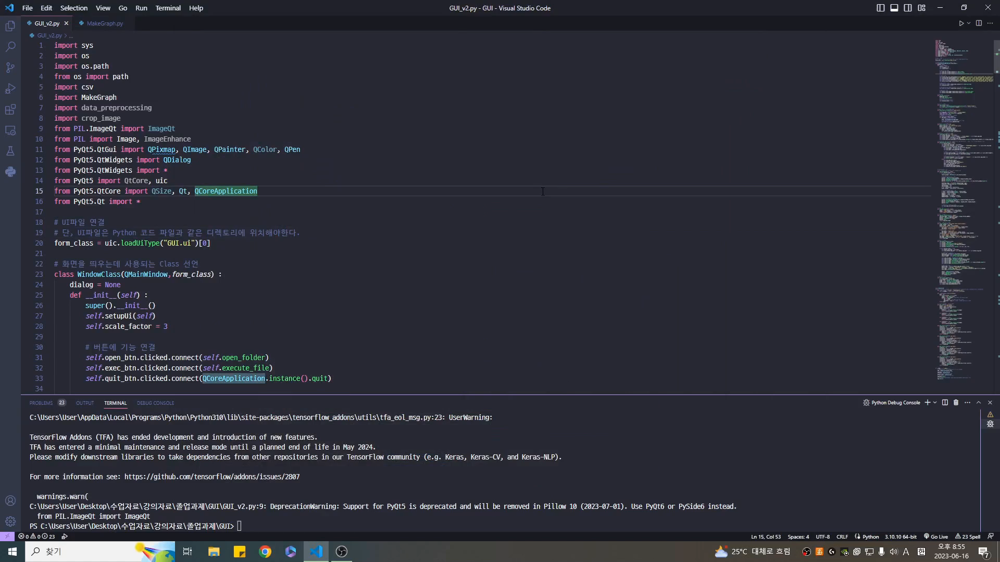 File Edit Selection View Go Run Terminal Help
GUI_v2.py - GUI - Visual Studio Code
GUI_v2.py
MakeGraph.py
GUI_v2.py > ...
1 import sys
2 import os
3 import os.path
4 from os import path
5 import csv
6 import MakeGraph
7 import data_preprocessing
8 import crop_image
9 from PIL.ImageQt import ImageQt
10 from PIL import Image, ImageEnhance
11 from PyQt5.QtGui import QPixmap, QImage, QPainter, QColor, QPen
12 from PyQt5.QtWidgets import QDialog
13 from PyQt5.QtWidgets import *
14 from PyQt5 import QtCore, uic
15 from PyQt5.QtCore import QSize, Qt, QCoreApplication
16 from PyQt5.Qt import *
17
18 # UI파일 연결
19 # 단, UI파일은 Python 코드 파일과 같은 디렉토리에 위치해야한다.
20 form_class = uic.loadUiType("GUI.ui")[0]
21
22 # 화면을 띄우는데 사용되는 Class 선언
23 class WindowClass(QMainWindow,form_class) :
24 dialog = None
25 def __init__(self) :
26 super().__init__()
27 self.setupUi(self)
28 self.scale_factor = 3
29
30 # 버튼에 기능 연결
31 self.open_btn.clicked.connect(self.open_folder)
32 self.exec_btn.clicked.connect(self.execute_file)
33 self.quit_btn.clicked.connect(QCoreApplication.instance().quit)
34
PROBLEMS 23 OUTPUT TERMINAL DEBUG CONSOLE
Python Debug Console
C:\Users\User\AppData\Local\Programs\Python\Python310\lib\site-packages\tensorflow_addons\utils\tfa_eol_msg.py:23: UserWarning:
TensorFlow Addons (TFA) has ended development and introduction of new features.
TFA has entered a minimal maintenance and release mode until a planned end of life in May 2024.
Please modify downstream libraries to take dependencies from other repositories in our TensorFlow community (e.g. Keras, Keras-CV, and Keras-NLP).
For more information see: https://github.com/tensorflow/addons/issues/2807
warnings.warn(
C:\Users\User\Desktop\수업자료\강의자료\졸업과제\GUI\GUI_v2.py:9: DeprecationWarning: Support for PyQt5 is deprecated and will be removed in Pillow 10 (2023-07-01). Use PyQt6 or PySide6 instead.
from PIL.ImageQt import ImageQt
PS C:\Users\User\Desktop\수업자료\강의자료\졸업과제\GUI>
0 0 23
Ln 15, Col 53 Spaces: 4 UTF-8 CRLF Python 3.10.10 64-bit Go Live 23 Spell
찾기
25°C 대체로 흐림
A
오후 8:55
2023-06-16
7